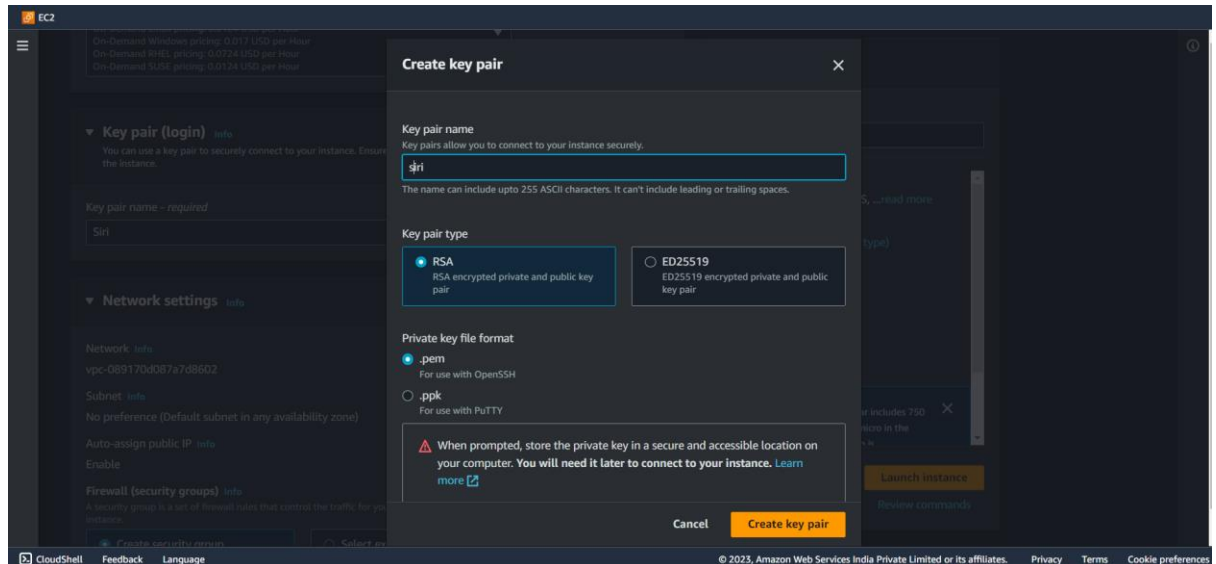 EC2
On-Demand Windows pricing: 0.017 USD per Hour
On-Demand RHEL pricing: 0.0724 USD per Hour
On-Demand SUSE pricing: 0.0124 USD per Hour
Key pair (login) Info
You can use a key pair to securely connect to your instance. Ensure
the instance.
Key pair name – required
Siri
Network settings Info
Network Info
vpc-089170d087a7d8602
Subnet Info
No preference (Default subnet in any availability zone)
Auto-assign public IP Info
Enable
Firewall (security groups) Info
A security group is a set of firewall rules that control the traffic for you
instance.
Create security group
Select ex
Create key pair
Key pair name
Key pairs allow you to connect to your instance securely.
siri
The name can include upto 255 ASCII characters. It can't include leading or trailing spaces.
Key pair type
RSA
RSA encrypted private and public key
pair
ED25519
ED25519 encrypted private and public
key pair
Private key file format
.pem
For use with OpenSSH
.ppk
For use with PuTTY
When prompted, store the private key in a secure and accessible location on
your computer. You will need it later to connect to your instance. Learn
more
Cancel
Create key pair
S, ...read more
type)
r includes 750
micro in the
Launch instance
Review commands
CloudShell Feedback Language © 2023, Amazon Web Services India Private Limited or its affiliates. Privacy Terms Cookie preferences